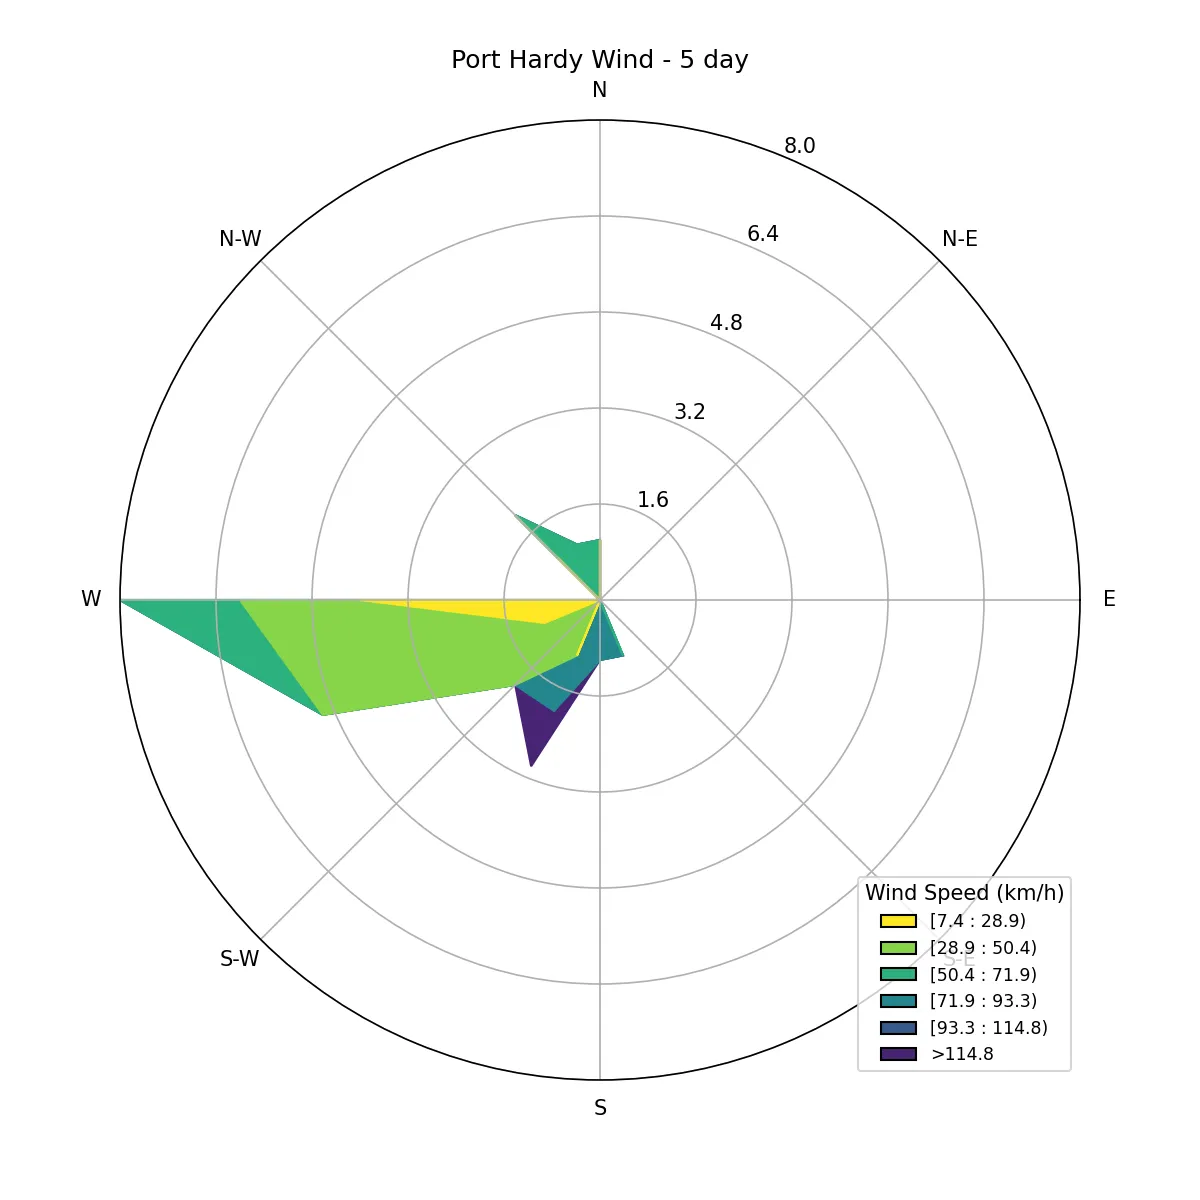 Port Hardy Wind - 5 day
N
8.0
N-W
N-E
6.4
4.8
3.2
1.6
W
E
S-W
S-E
S
Wind Speed (km/h)
[7.4 : 28.9)
[28.9 : 50.4)
[50.4 : 71.9)
[71.9 : 93.3)
[93.3 : 114.8)
>114.8